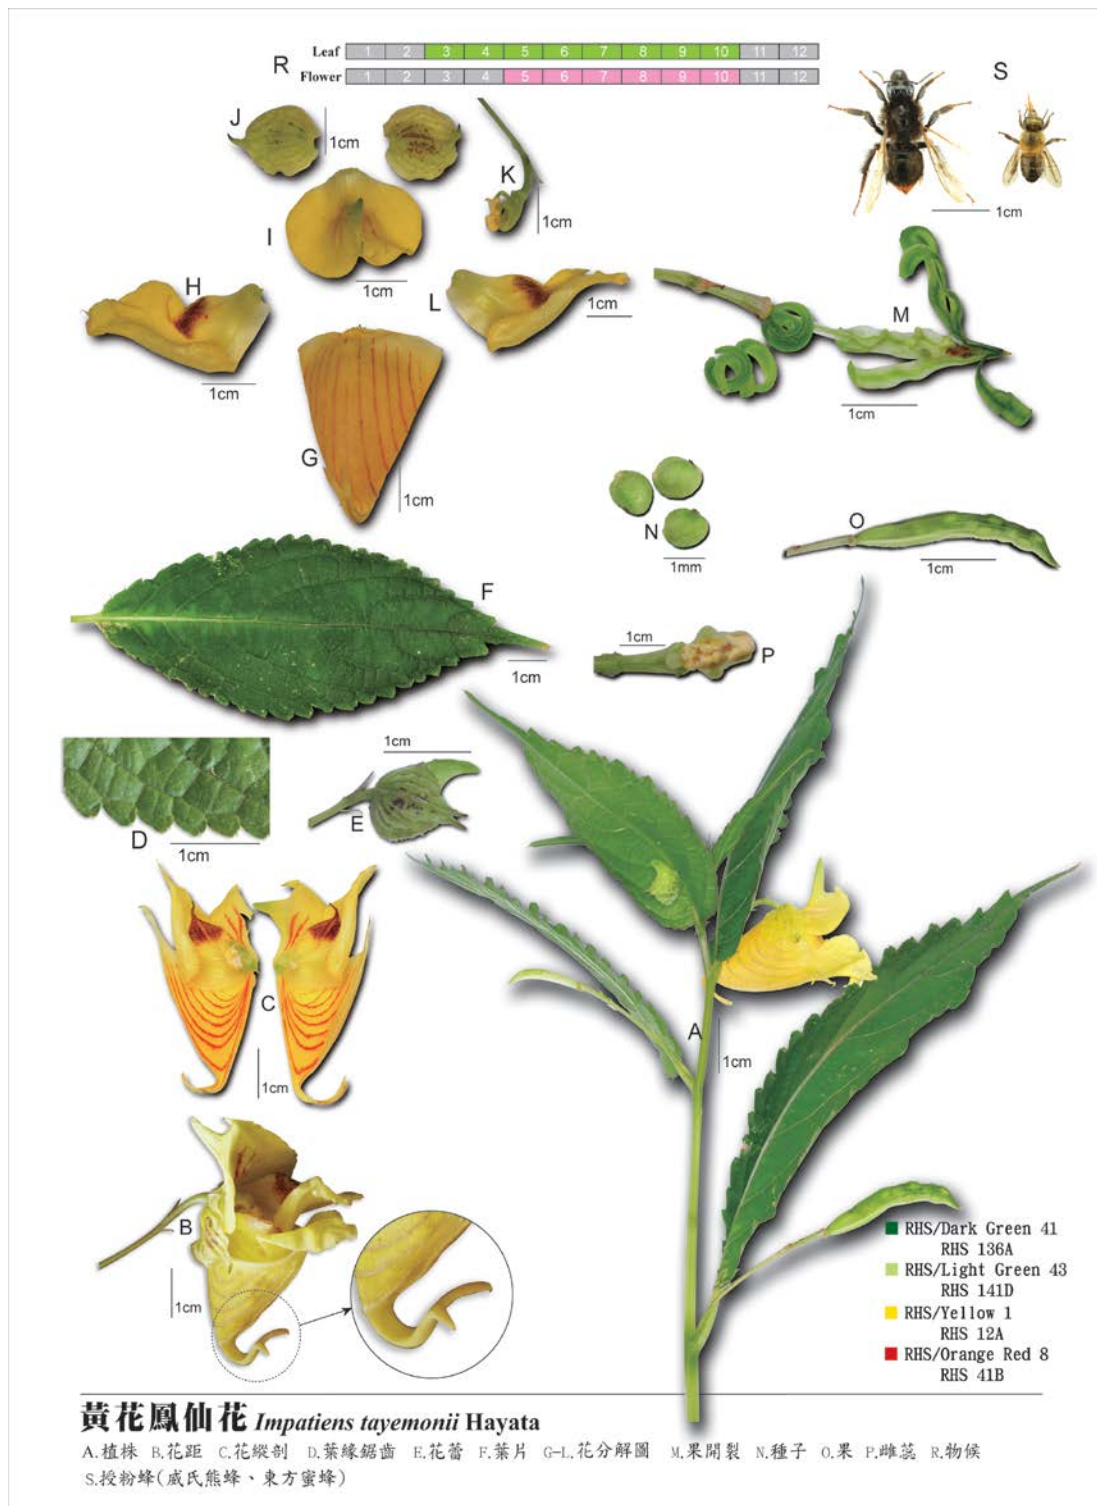 R
Leaf 1 2 3 4 5 6 7 8 9 10 11 12
Flower 1 2 3 4 5 6 7 8 9 10 11 12
S
1cm
J
1cm
K
1cm
I
1cm
H
1cm
L
1cm
M
1cm
G
1cm
N
1mm
O
1cm
F
1cm
1cm
P
D
1cm
1cm
E
C
1cm
A
1cm
B
1cm
RHS/Dark Green 41
RHS 136A
RHS/Light Green 43
RHS 141D
RHS/Yellow 1
RHS 12A
RHS/Orange Red 8
RHS 41B
黃花鳳仙花 Impatiens tayemonii Hayata
A.植株 B.花距 C.花縱剖 D.葉緣鋸齒 E.花蕾 F.葉片 G-L.花分解圖 M.果開裂 N.種子 O.果 P.雌蕊 R.物候
S.授粉蜂(威氏熊蜂、東方蜜蜂)